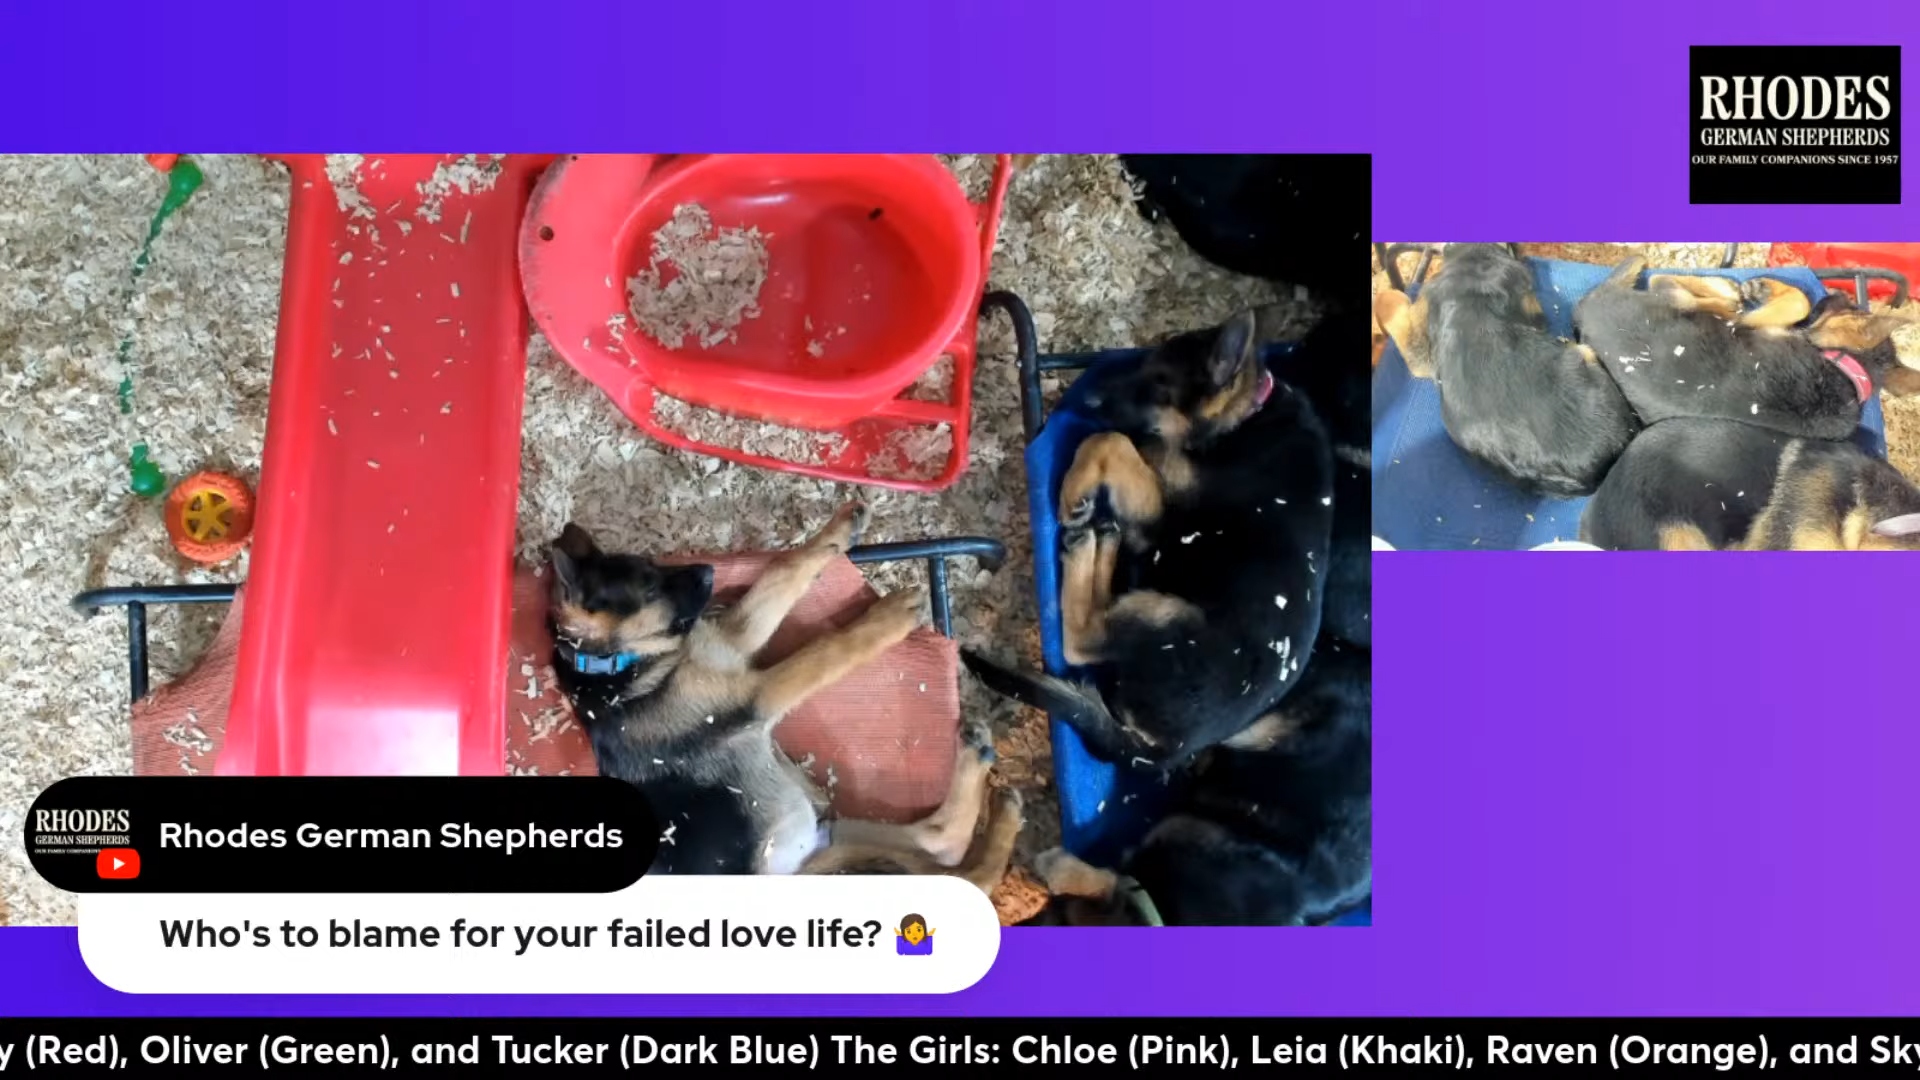 RHODES
GERMAN SHEPHERDS
OUR FAMILY COMPANIONS SINCE 1957
RHODES
GERMAN SHEPHERDS
Rhodes German Shepherds
Who's to blame for your failed love life? 🤷‍♀️
y (Red), Oliver (Green), and Tucker (Dark Blue) The Girls: Chloe (Pink), Leia (Khaki), Raven (Orange), and Sky